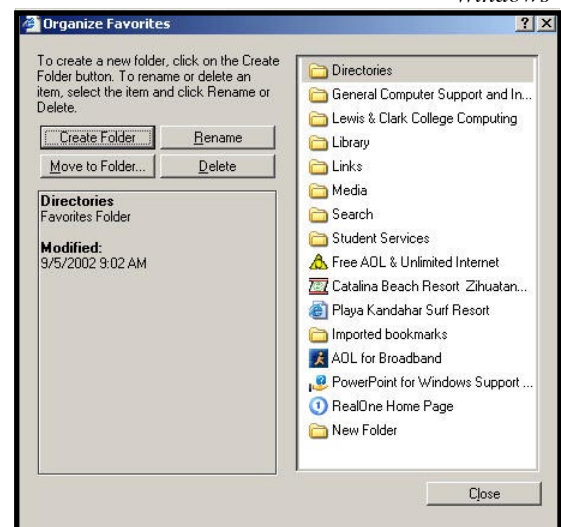 Windows
Organize Favorites
To create a new folder, click on the Create
Folder button. To rename or delete an
item, select the item and click Rename or
Delete.
Create Folder
Rename
Move to Folder...
Delete
Directories
Favorites Folder
Modified:
9/5/2002 9:02 AM
Directories
General Computer Support and In...
Lewis & Clark College Computing
Library
Links
Media
Search
Student Services
Free AOL & Unlimited Internet
Catalina Beach Resort  Zihuatan...
Playa Kandahar Surf Resort
Imported bookmarks
AOL for Broadband
PowerPoint for Windows Support ...
RealOne Home Page
New Folder
Close